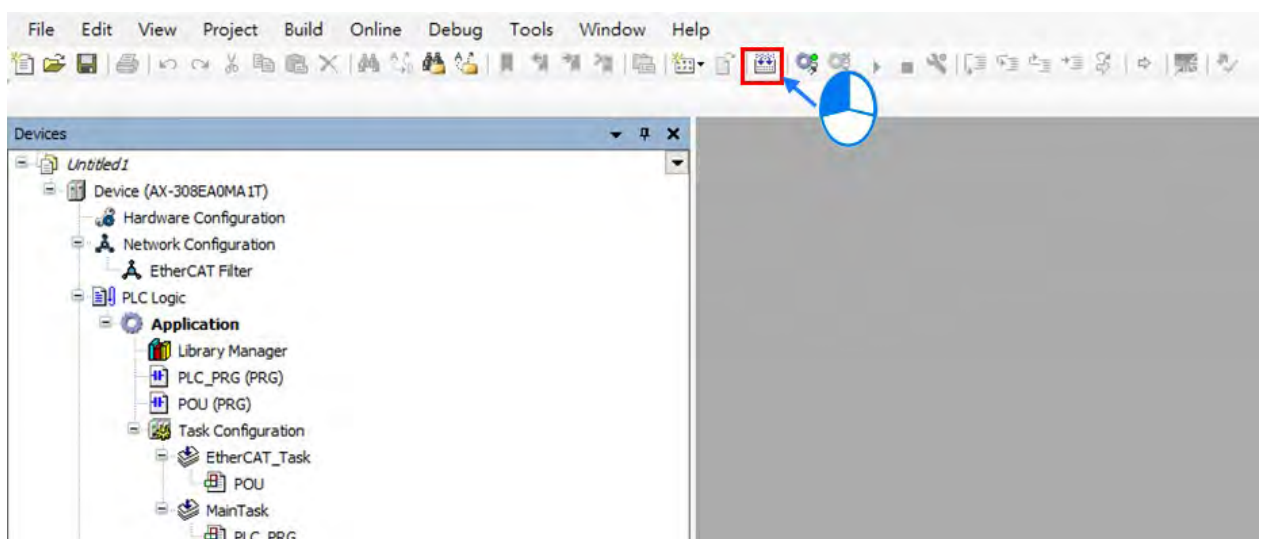 File Edit View Project Build Online Debug Tools Window Help
Devices
Untitled1
Device (AX-308EA0MA1T)
Hardware Configuration
Network Configuration
EtherCAT Filter
PLC Logic
Application
Library Manager
PLC_PRG (PRG)
POU (PRG)
Task Configuration
EtherCAT_Task
POU
MainTask
PLC_PRG